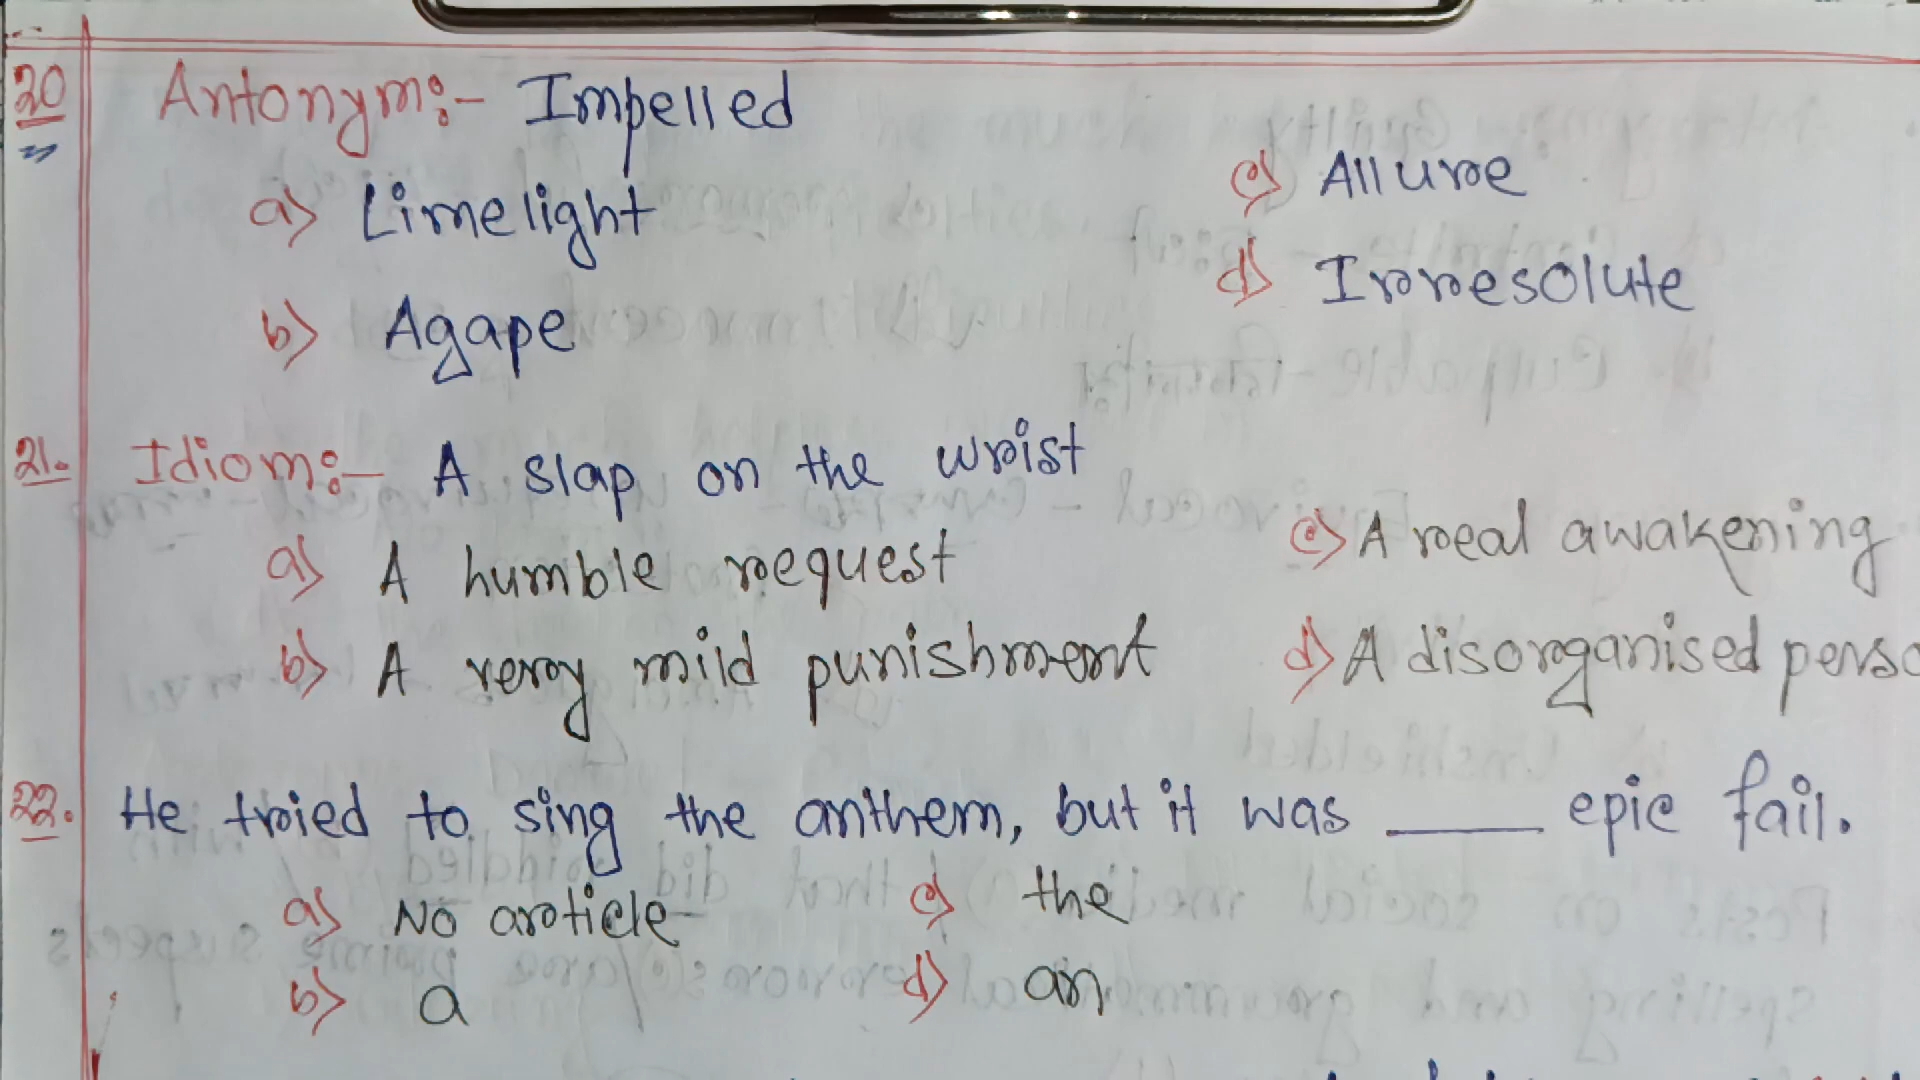 20 Antonym:- Impelled
a) Limelight
c) Allure
b) Agape
d) Irresolute
21. Idiom:- A slap on the wrist
a) A humble request
c) A real awakening
b) A very mild punishment
d) A disorganised perso
22. He tried to sing the anthem, but it was ____ epic fail.
a) No article
c) the
b) a
d) an